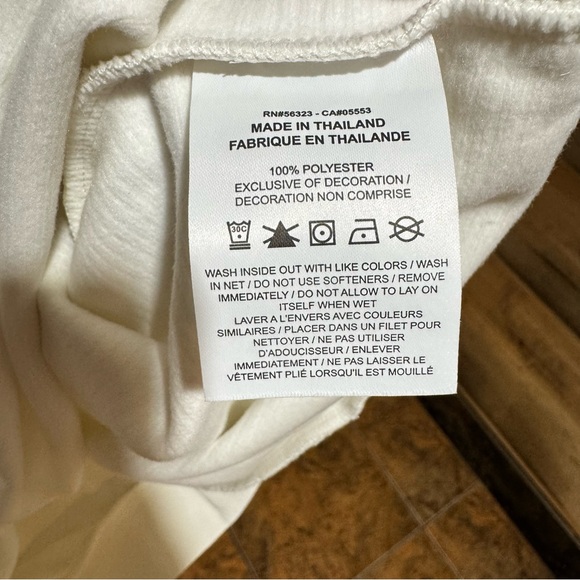 RN#56323 - CA#05553
MADE IN THAILAND
FABRIQUE EN THAILANDE
100% POLYESTER
EXCLUSIVE OF DECORATION /
DECORATION NON COMPRISE
30C
WASH INSIDE OUT WITH LIKE COLORS / WASH
IN NET / DO NOT USE SOFTENERS / REMOVE
IMMEDIATELY / DO NOT ALLOW TO LAY ON
ITSELF WHEN WET
LAVER A L'ENVERS AVEC COULEURS
SIMILAIRES / PLACER DANS UN FILET POUR
NETTOYER / NE PAS UTILISER
D'ADOUCISSEUR / ENLEVER
IMMEDIATEMENT / NE PAS LAISSER LE
VÊTEMENT PLIÉ LORSQU'IL EST MOUILLÉ